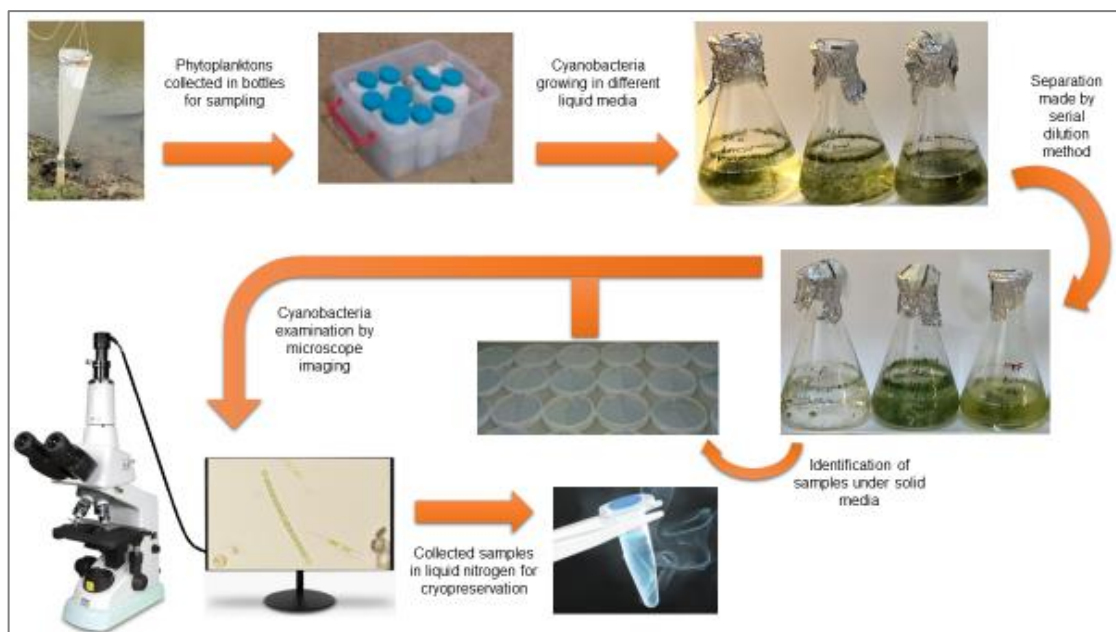 Phytoplanktons
collected in bottles
for sampling
Cyanobacteria
growing in different
liquid media
Separation
made by
serial
dilution
method
Cyanobacteria
examination by
microscope
imaging
Identification of
samples under solid
media
Collected samples
in liquid nitrogen for
cryopreservation